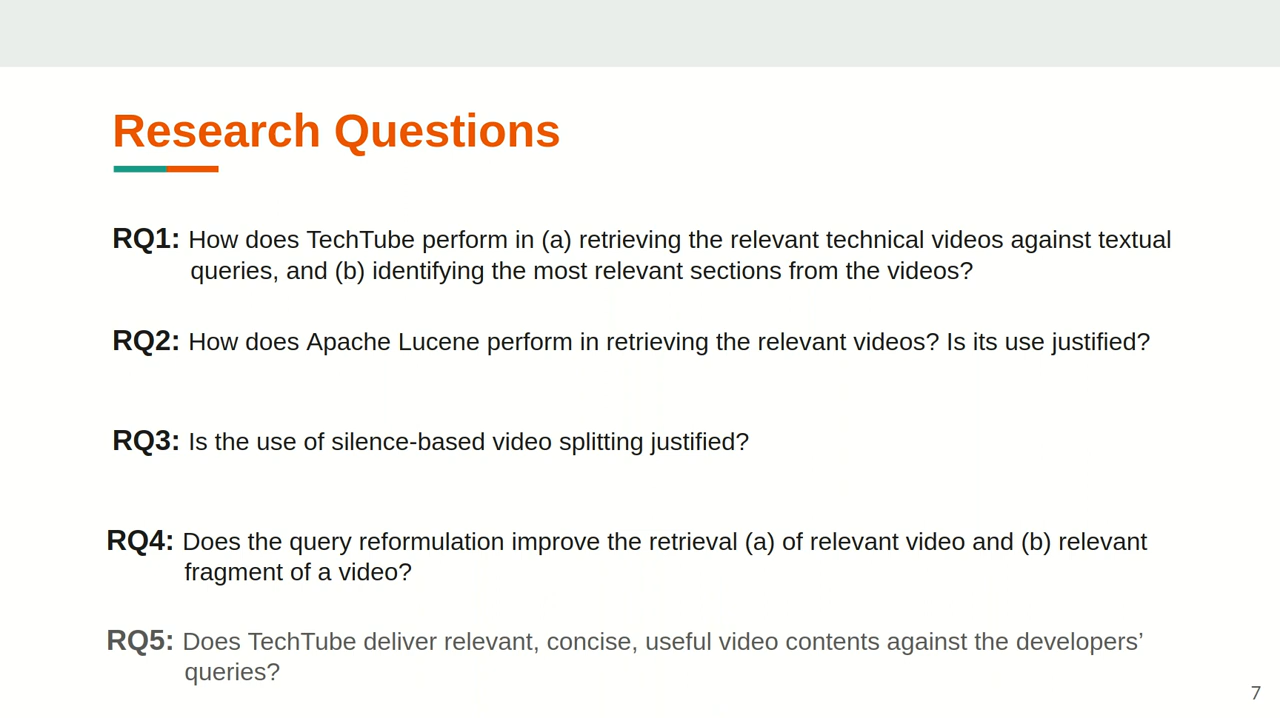 Research Questions
RQ1: How does TechTube perform in (a) retrieving the relevant technical videos against textual
queries, and (b) identifying the most relevant sections from the videos?
RQ2: How does Apache Lucene perform in retrieving the relevant videos? Is its use justified?
RQ3: Is the use of silence-based video splitting justified?
RQ4: Does the query reformulation improve the retrieval (a) of relevant video and (b) relevant
fragment of a video?
RQ5: Does TechTube deliver relevant, concise, useful video contents against the developers’
queries?
7